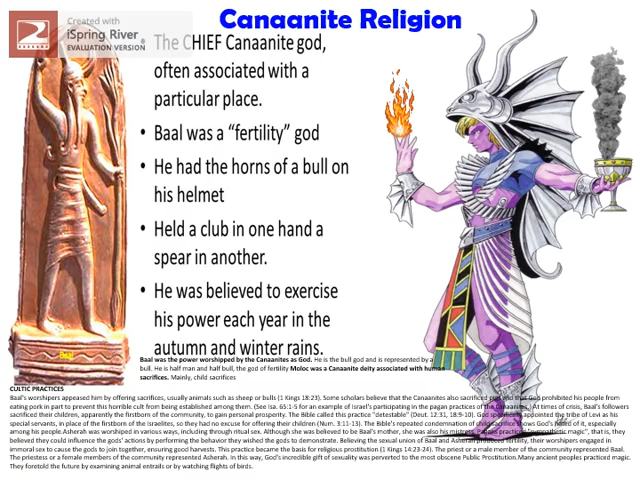 Created with
iSpring River
EVALUATION VERSION
Canaanite Religion
The CHIEF Canaanite god,
often associated with a
particular place.
• Baal was a “fertility” god
• He had the horns of a bull on
his helmet
• Held a club in one hand a
spear in another.
• He was believed to exercise
his power each year in the
autumn and winter rains.
Baal
Baal was the power worshipped by the Canaanites as God. He is the bull god and is represented by a
bull. He is half man and half bull, the god of fertility Moloc was a Canaanite deity associated with human
sacrifices. Mainly, child sacrifices
CULTIC PRACTICES
Baal's worshipers appeased him by offering sacrifices, usually animals such as sheep or bulls (1 Kings 18:23). Some scholars believe that the Canaanites also sacrificed pigs and that God prohibited his people from
eating pork in part to prevent this horrible cult from being established among them. (See Isa. 65:1-5 for an example of Israel's participating in the pagan practices of the Canaanites.) At times of crisis, Baal's followers
sacrificed their children, apparently the firstborn of the community, to gain personal prosperity. The Bible called this practice "detestable" (Deut. 12:31, 18:9-10). God specifically appointed the tribe of Levi as his
special servants, in place of the firstborn of the Israelites, so they had no excuse for offering their children (Num. 3:11-13). The Bible's repeated condemnation of child sacrifice shows God's hatred of it, especially
among his people.Asherah was worshiped in various ways, including through ritual sex. Although she was believed to be Baal's mother, she was also his mistress. Pagans practiced "sympathetic magic", that is, they
believed they could influence the gods' actions by performing the behavior they wished the gods to demonstrate. Believing the sexual union of Baal and Asherah produced fertility, their worshipers engaged in
immoral sex to cause the gods to join together, ensuring good harvests. This practice became the basis for religious prostitution (1 Kings 14:23-24). The priest or a male member of the community represented Baal.
The priestess or a female members of the community represented Asherah. In this way, God's incredible gift of sexuality was perverted to the most obscene Public Prostitution.Many ancient peoples practiced magic.
They foretold the future by examining animal entrails or by watching flights of birds.